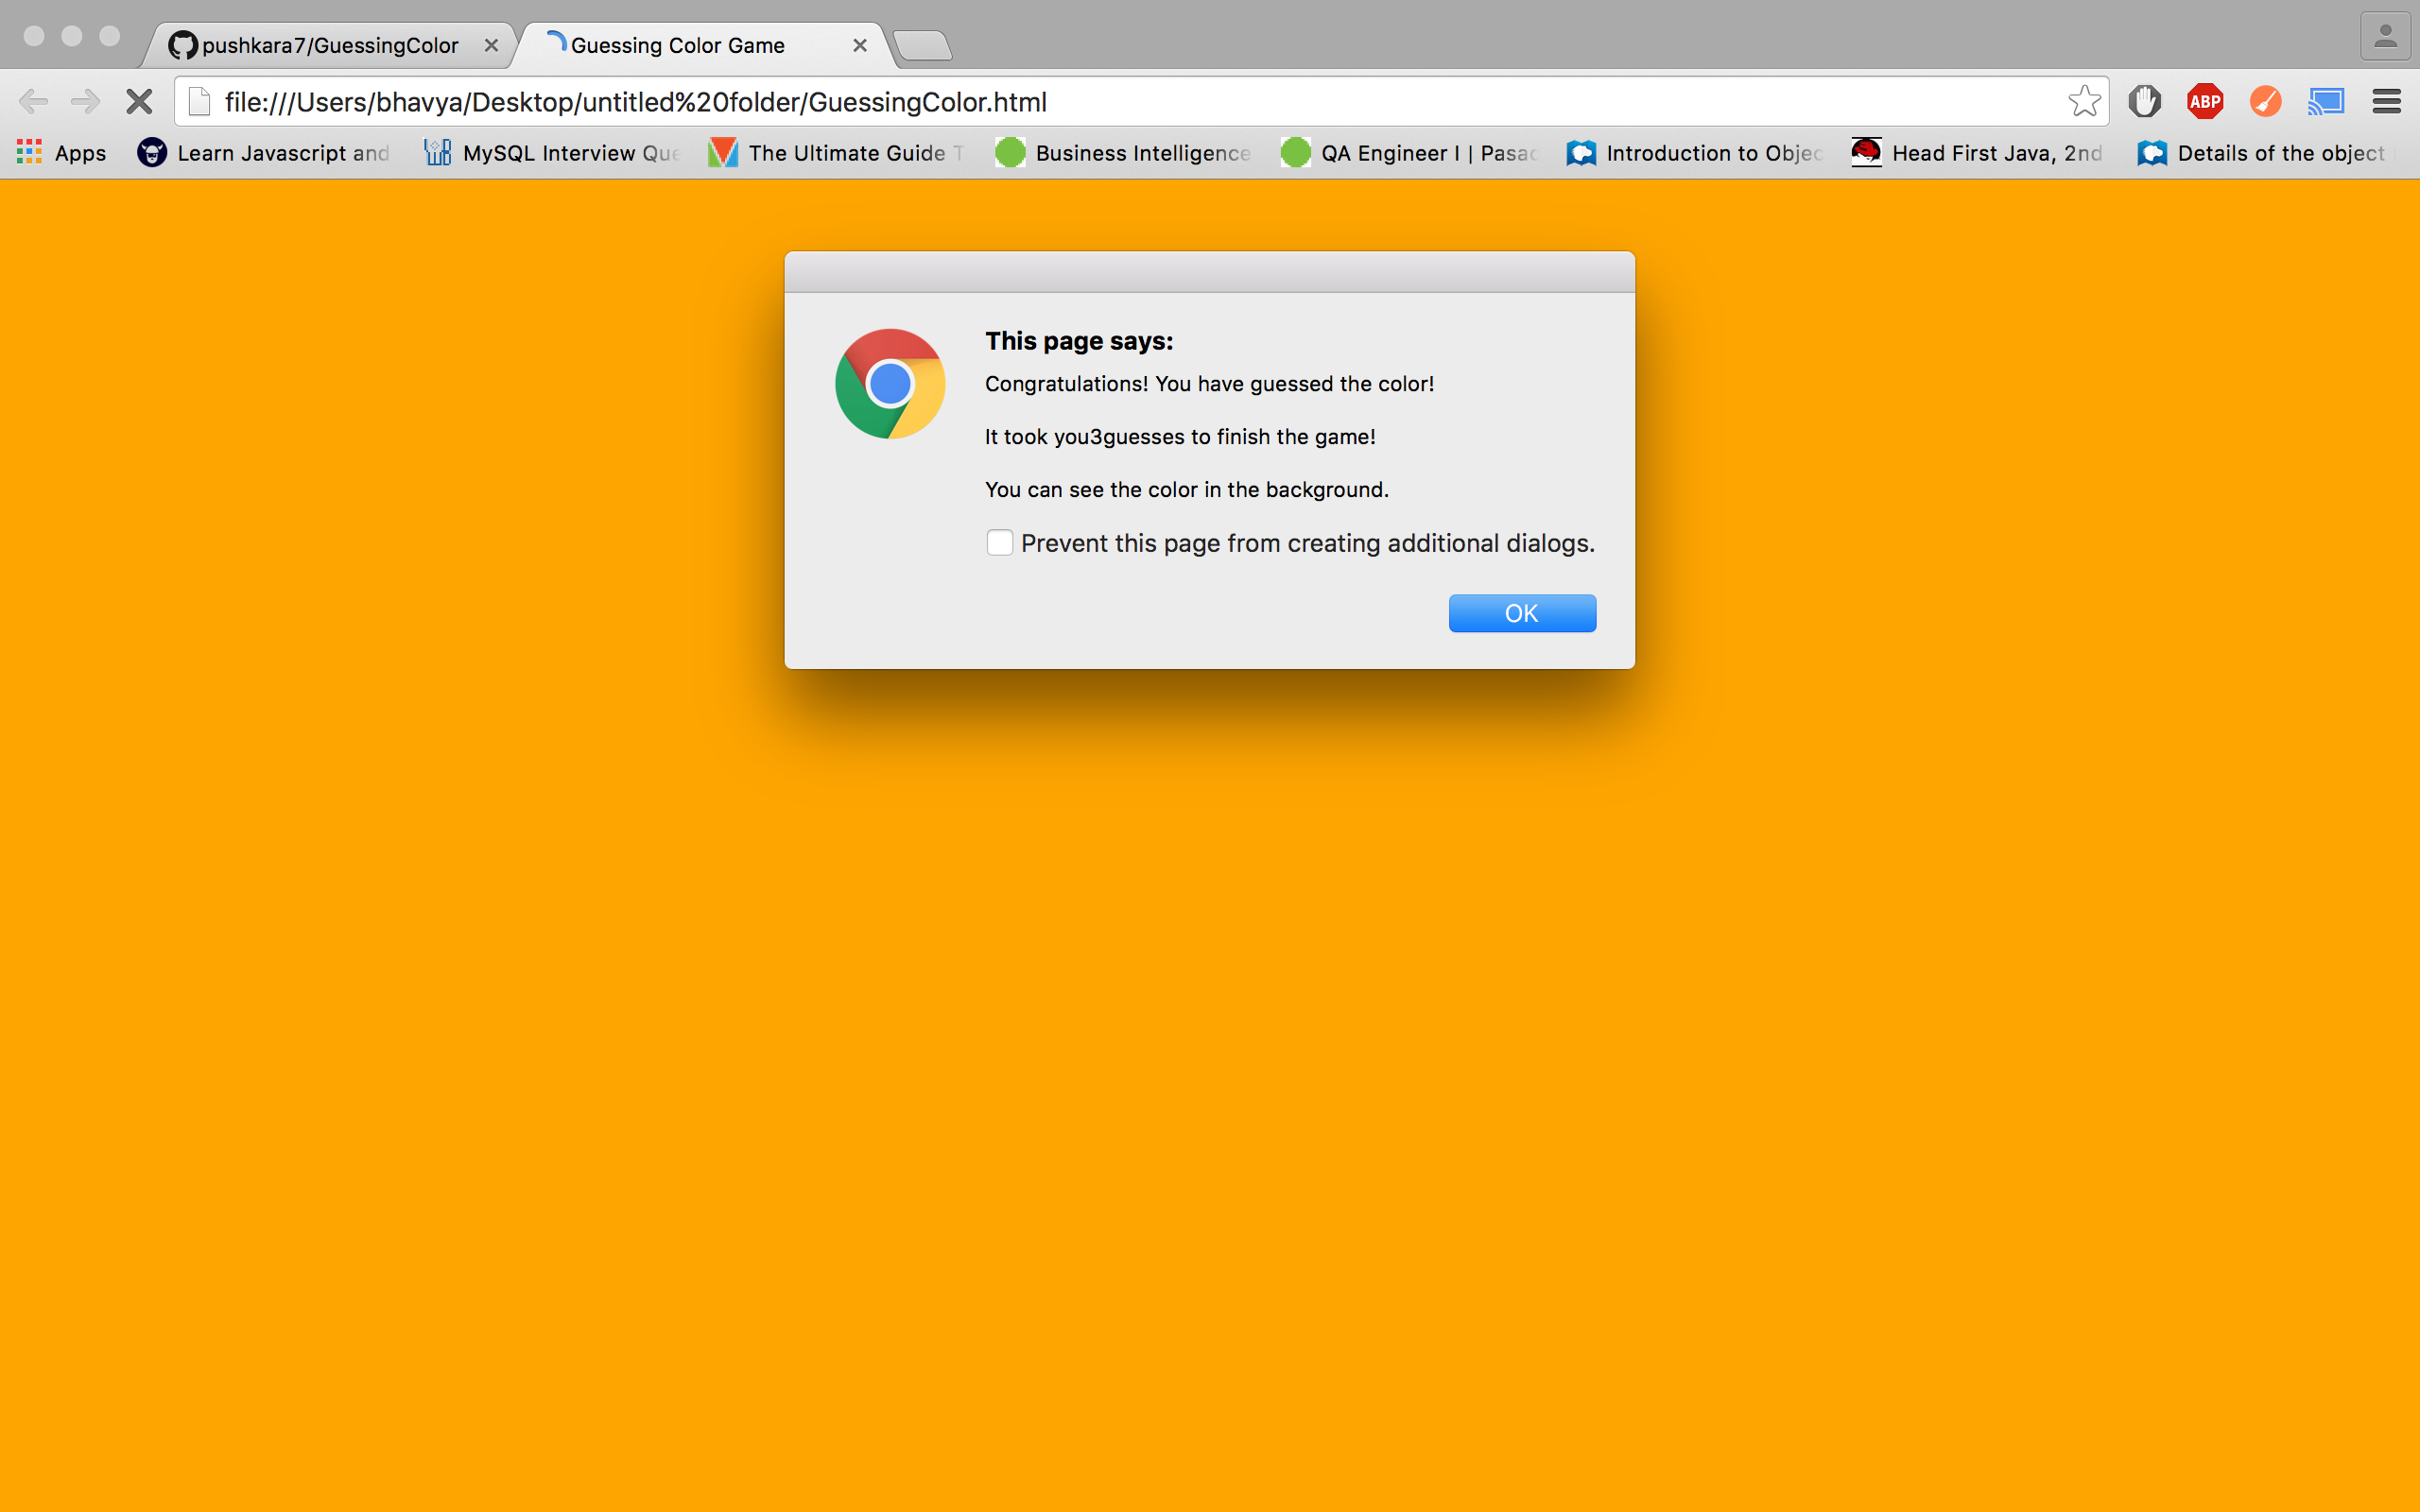 pushkara7/GuessingColor
Guessing Color Game
file:///Users/bhavya/Desktop/untitled%20folder/GuessingColor.html
ABP
Apps
Learn Javascript and
MySQL Interview Que
The Ultimate Guide T
Business Intelligence
QA Engineer I | Pasad
Introduction to Objec
Head First Java, 2nd
Details of the object
This page says:
Congratulations! You have guessed the color!
It took you3guesses to finish the game!
You can see the color in the background.
Prevent this page from creating additional dialogs.
OK